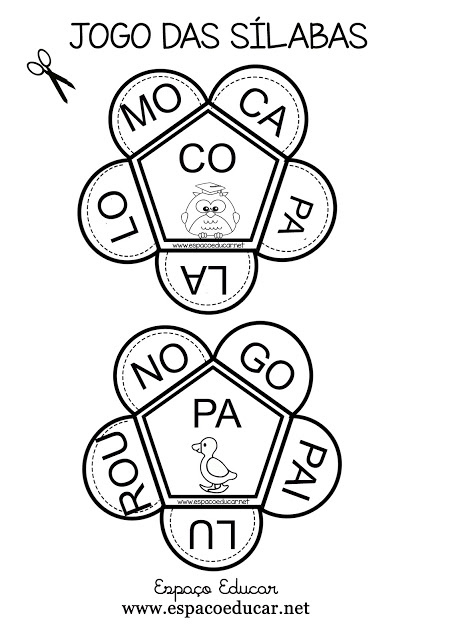 JOGO DAS SÍLABAS
MO
CA
CO
LO
PA
www.espacoeducar.net
LA
NO
GO
PA
ROU
PAI
www.espacoeducar.net
LU
Espaço Educar
www.espacoeducar.net